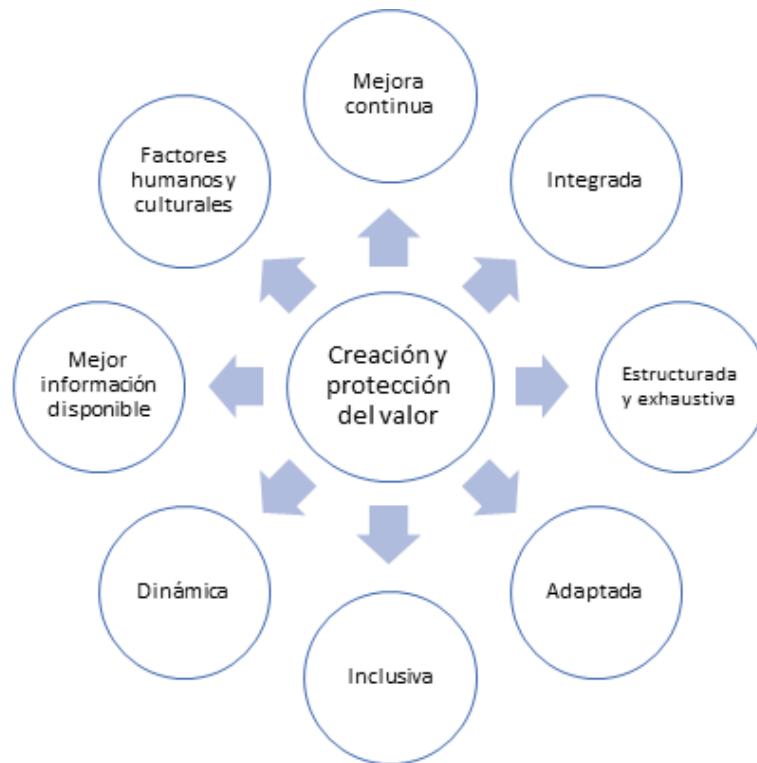 Mejora
continua
Factores
humanos y
culturales
Integrada
Mejor
información
disponible
Creación y
protección
del valor
Estructurada
y exhaustiva
Dinámica
Adaptada
Inclusiva